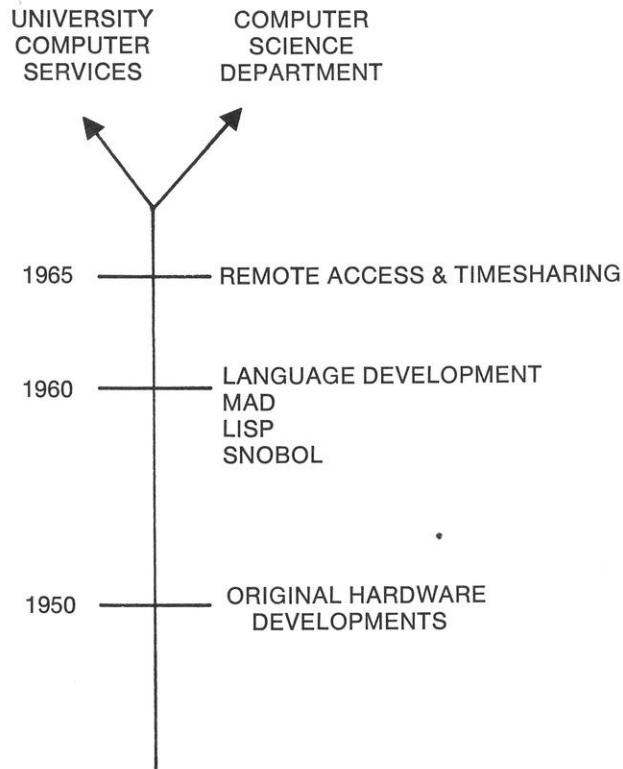 UNIVERSITY
COMPUTER
SERVICES
COMPUTER
SCIENCE
DEPARTMENT
1965
REMOTE ACCESS & TIMESHARING
1960
LANGUAGE DEVELOPMENT
MAD
LISP
SNOBOL
1950
ORIGINAL HARDWARE
DEVELOPMENTS